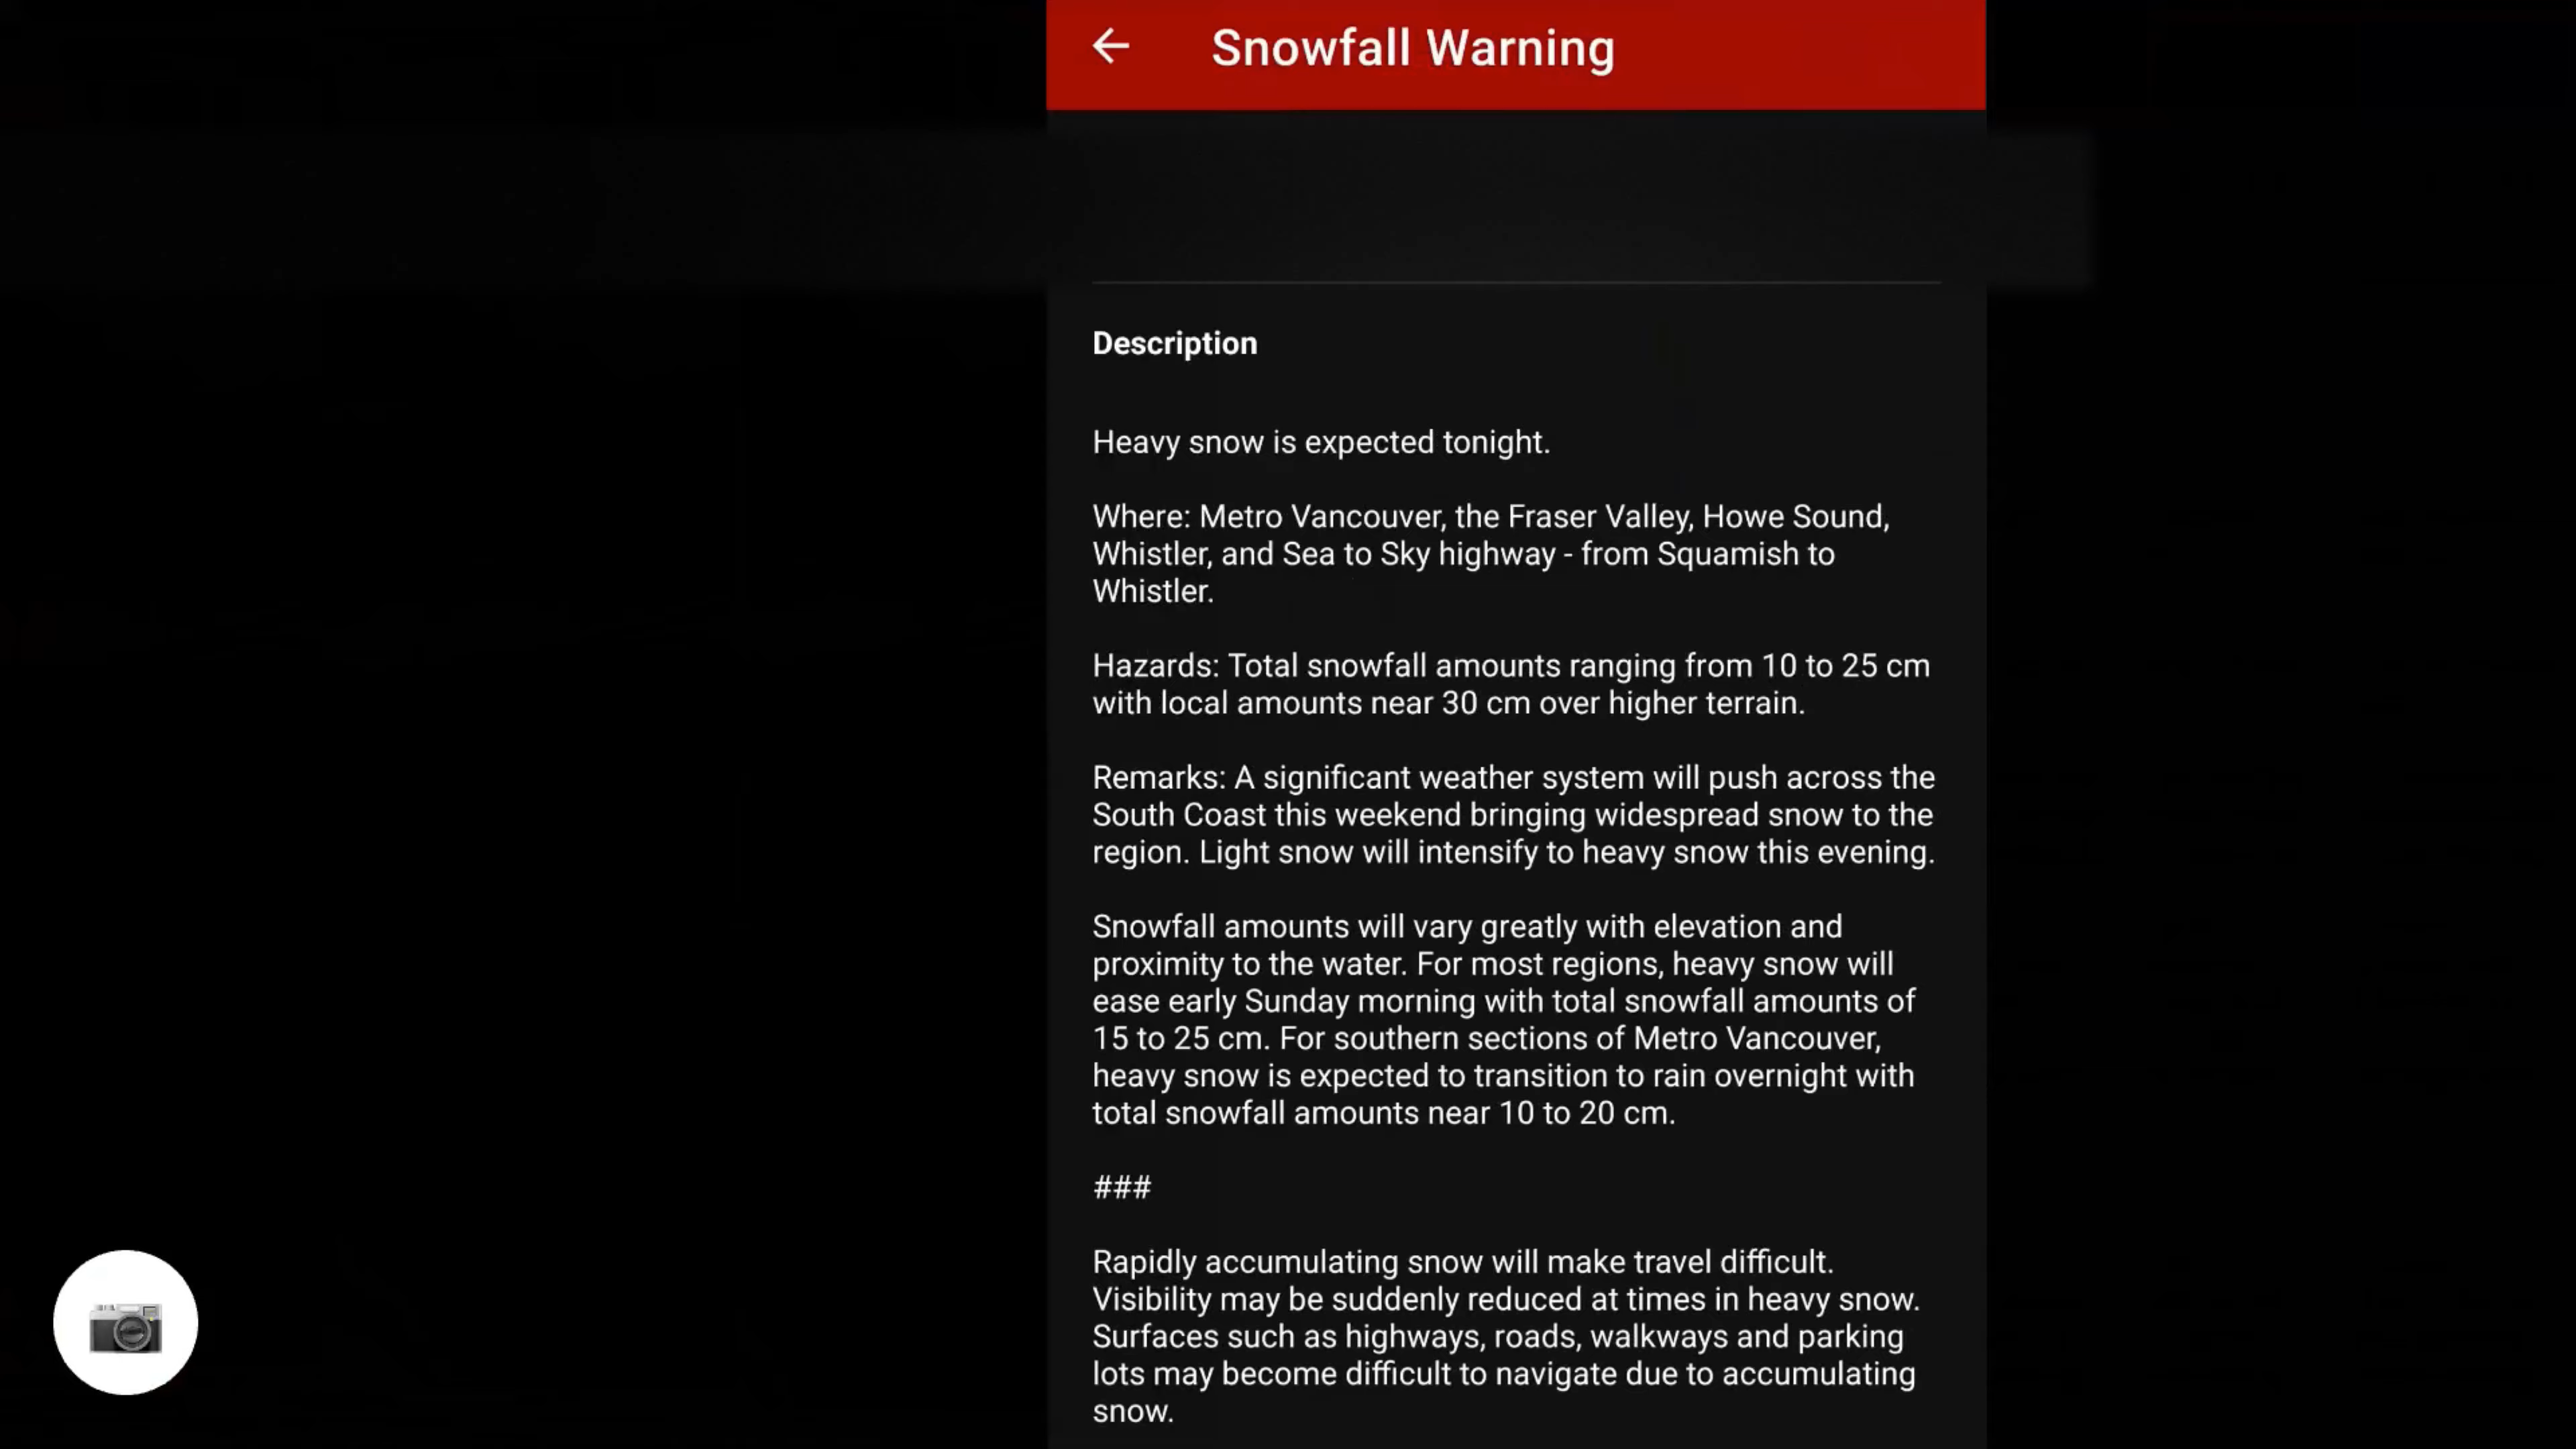 Snowfall Warning
Description
Heavy snow is expected tonight.
Where: Metro Vancouver, the Fraser Valley, Howe Sound,
Whistler, and Sea to Sky highway - from Squamish to
Whistler.
Hazards: Total snowfall amounts ranging from 10 to 25 cm
with local amounts near 30 cm over higher terrain.
Remarks: A significant weather system will push across the
South Coast this weekend bringing widespread snow to the
region. Light snow will intensify to heavy snow this evening.
Snowfall amounts will vary greatly with elevation and
proximity to the water. For most regions, heavy snow will
ease early Sunday morning with total snowfall amounts of
15 to 25 cm. For southern sections of Metro Vancouver,
heavy snow is expected to transition to rain overnight with
total snowfall amounts near 10 to 20 cm.
###
Rapidly accumulating snow will make travel difficult.
Visibility may be suddenly reduced at times in heavy snow.
Surfaces such as highways, roads, walkways and parking
lots may become difficult to navigate due to accumulating
snow.